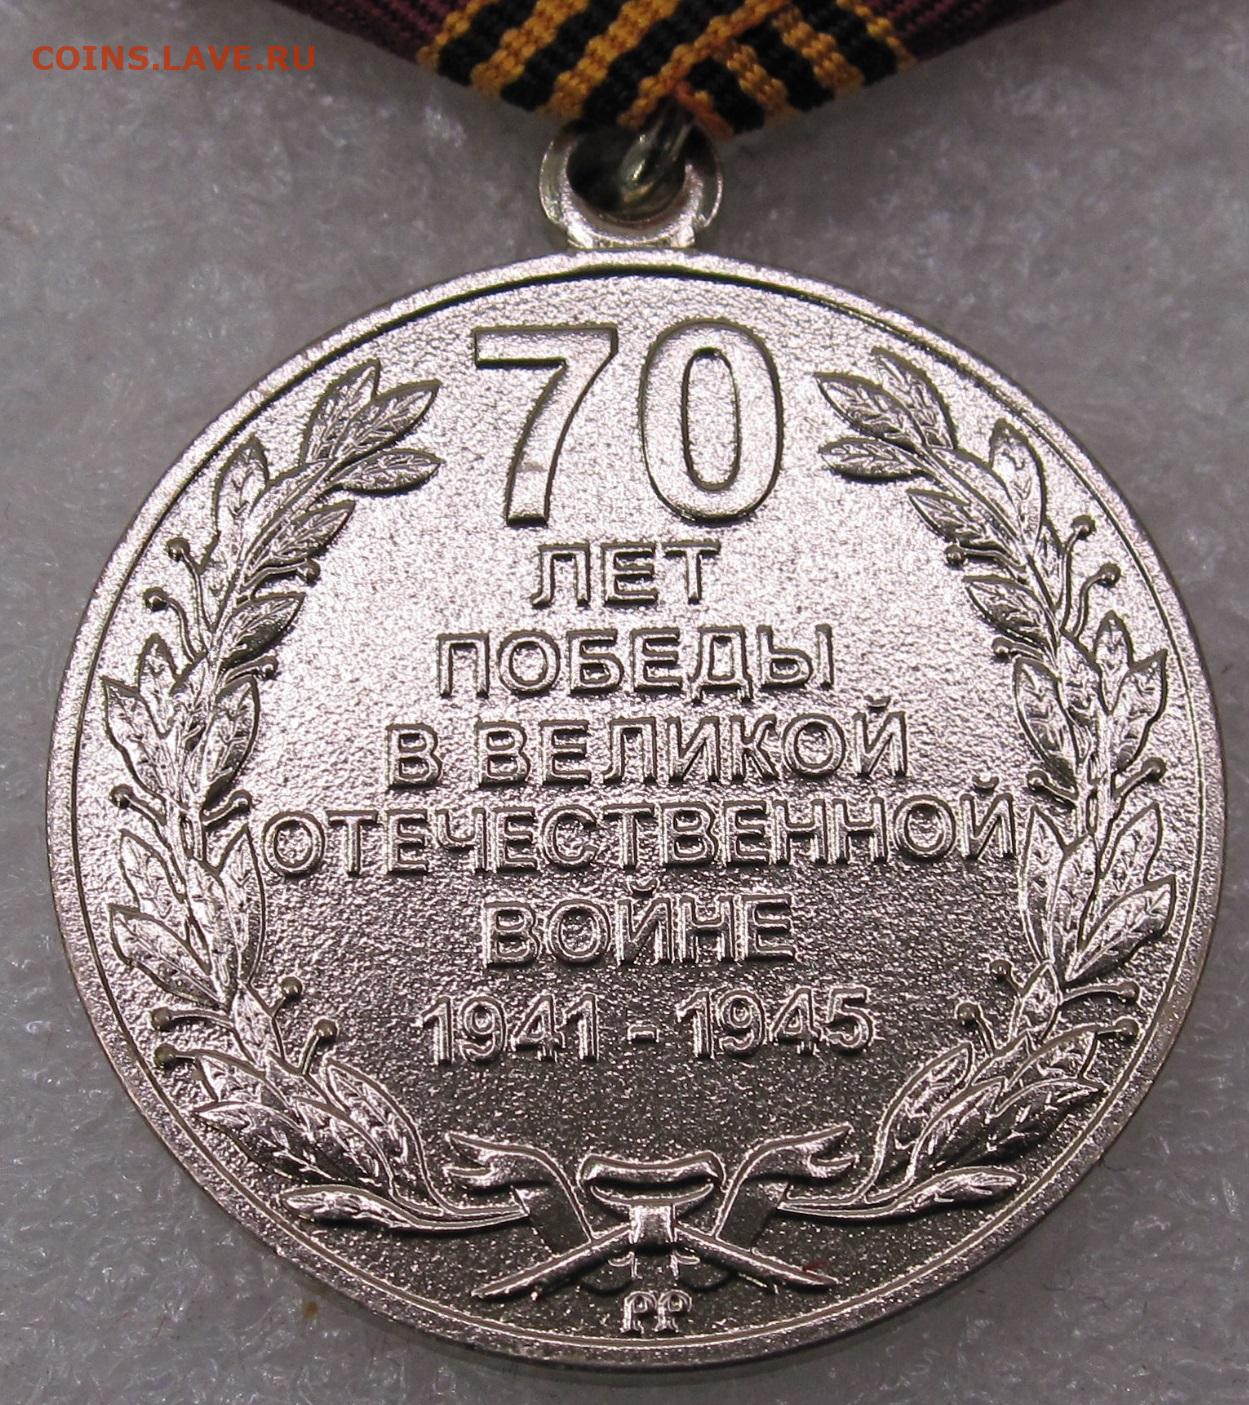 COINS.LAVE.RU
70
ЛЕТ
ПОБЕДЫ
В ВЕЛИКОЙ
ОТЕЧЕСТВЕННОЙ
ВОЙНЕ
1941 - 1945